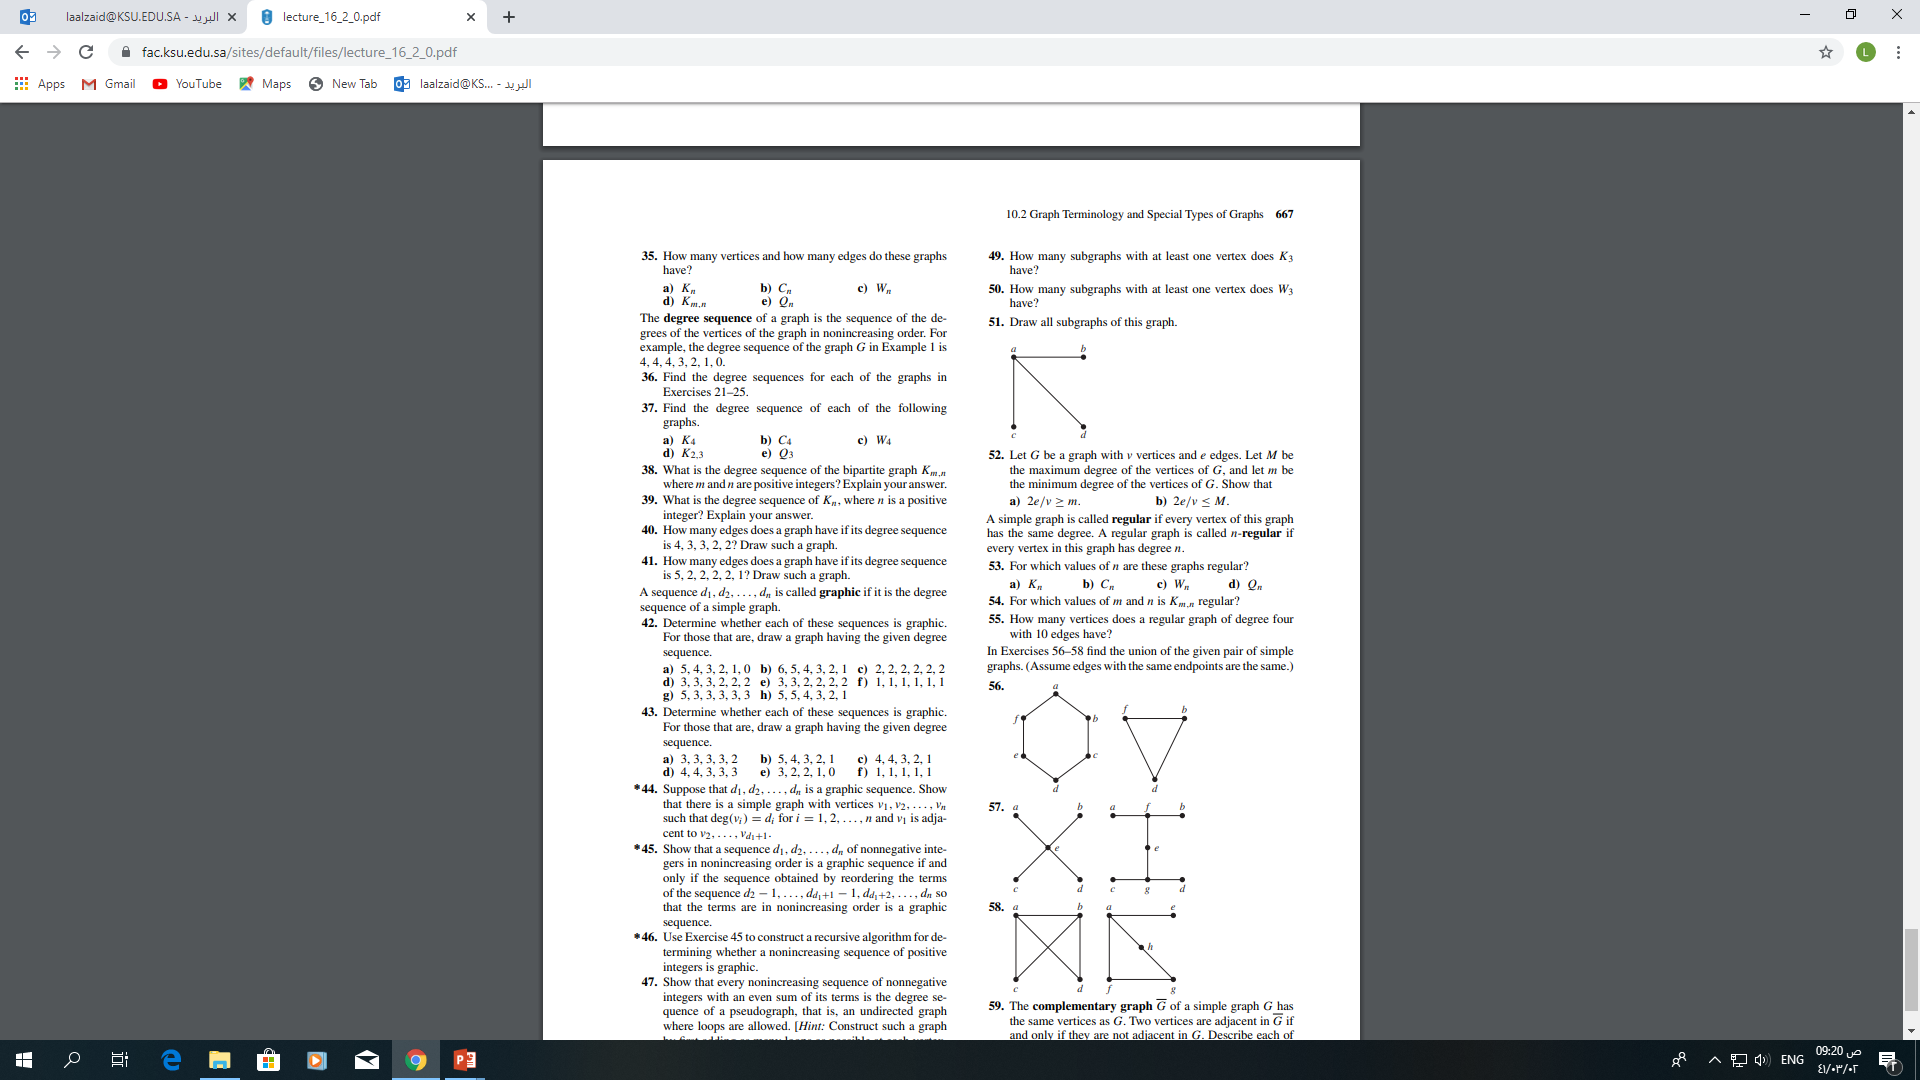 laalzaid@KSU.EDU.SA - البريد
lecture_16_2_0.pdf
fac.ksu.edu.sa/sites/default/files/lecture_16_2_0.pdf
L
Apps
Gmail
YouTube
Maps
New Tab
laalzaid@KS... - البريد
10.2 Graph Terminology and Special Types of Graphs 667
35. How many vertices and how many edges do these graphs
have?
a) Kn b) Cn c) Wn
d) Km,n e) Qn
The degree sequence of a graph is the sequence of the de-
grees of the vertices of the graph in nonincreasing order. For
example, the degree sequence of the graph G in Example 1 is
4, 4, 4, 3, 2, 1, 0.
36. Find the degree sequences for each of the graphs in
Exercises 21–25.
37. Find the degree sequence of each of the following
graphs.
a) K4 b) C4 c) W4
d) K2,3 e) Q3
38. What is the degree sequence of the bipartite graph Km,n
where m and n are positive integers? Explain your answer.
39. What is the degree sequence of Kn, where n is a positive
integer? Explain your answer.
40. How many edges does a graph have if its degree sequence
is 4, 3, 3, 2, 2? Draw such a graph.
41. How many edges does a graph have if its degree sequence
is 5, 2, 2, 2, 2, 1? Draw such a graph.
A sequence d1, d2, . . . , dn is called graphic if it is the degree
sequence of a simple graph.
42. Determine whether each of these sequences is graphic.
For those that are, draw a graph having the given degree
sequence.
a) 5, 4, 3, 2, 1, 0 b) 6, 5, 4, 3, 2, 1 c) 2, 2, 2, 2, 2, 2
d) 3, 3, 3, 2, 2, 2 e) 3, 3, 2, 2, 2, 2 f) 1, 1, 1, 1, 1, 1
g) 5, 3, 3, 3, 3, 3 h) 5, 5, 4, 3, 2, 1
43. Determine whether each of these sequences is graphic.
For those that are, draw a graph having the given degree
sequence.
a) 3, 3, 3, 3, 2 b) 5, 4, 3, 2, 1 c) 4, 4, 3, 2, 1
d) 4, 4, 3, 3, 3 e) 3, 2, 2, 1, 0 f) 1, 1, 1, 1, 1
*44. Suppose that d1, d2, . . . , dn is a graphic sequence. Show
that there is a simple graph with vertices v1, v2, . . . , vn
such that deg(vi) = di for i = 1, 2, . . . , n and v1 is adja-
cent to v2, . . . , vd1+1.
*45. Show that a sequence d1, d2, . . . , dn of nonnegative inte-
gers in nonincreasing order is a graphic sequence if and
only if the sequence obtained by reordering the terms
of the sequence d2 − 1, . . . , dd1+1 − 1, dd1+2, . . . , dn so
that the terms are in nonincreasing order is a graphic
sequence.
*46. Use Exercise 45 to construct a recursive algorithm for de-
termining whether a nonincreasing sequence of positive
integers is graphic.
47. Show that every nonincreasing sequence of nonnegative
integers with an even sum of its terms is the degree se-
quence of a pseudograph, that is, an undirected graph
where loops are allowed. [Hint: Construct such a graph
49. How many subgraphs with at least one vertex does K3
have?
50. How many subgraphs with at least one vertex does W3
have?
51. Draw all subgraphs of this graph.
a b
c d
52. Let G be a graph with v vertices and e edges. Let M be
the maximum degree of the vertices of G, and let m be
the minimum degree of the vertices of G. Show that
a) 2e/v ≥ m. b) 2e/v ≤ M.
A simple graph is called regular if every vertex of this graph
has the same degree. A regular graph is called n-regular if
every vertex in this graph has degree n.
53. For which values of n are these graphs regular?
a) Kn b) Cn c) Wn d) Qn
54. For which values of m and n is Km,n regular?
55. How many vertices does a regular graph of degree four
with 10 edges have?
In Exercises 56–58 find the union of the given pair of simple
graphs. (Assume edges with the same endpoints are the same.)
56. a
f b f b
e c
d d
57. a b a f b
e e
c d c g d
58. a b a e
h
c d f g
59. The complementary graph G̅ of a simple graph G has
the same vertices as G. Two vertices are adjacent in G̅ if
and only if they are not adjacent in G. Describe each of
ENG
09:20 ص
٤١/٠٣/٠٢